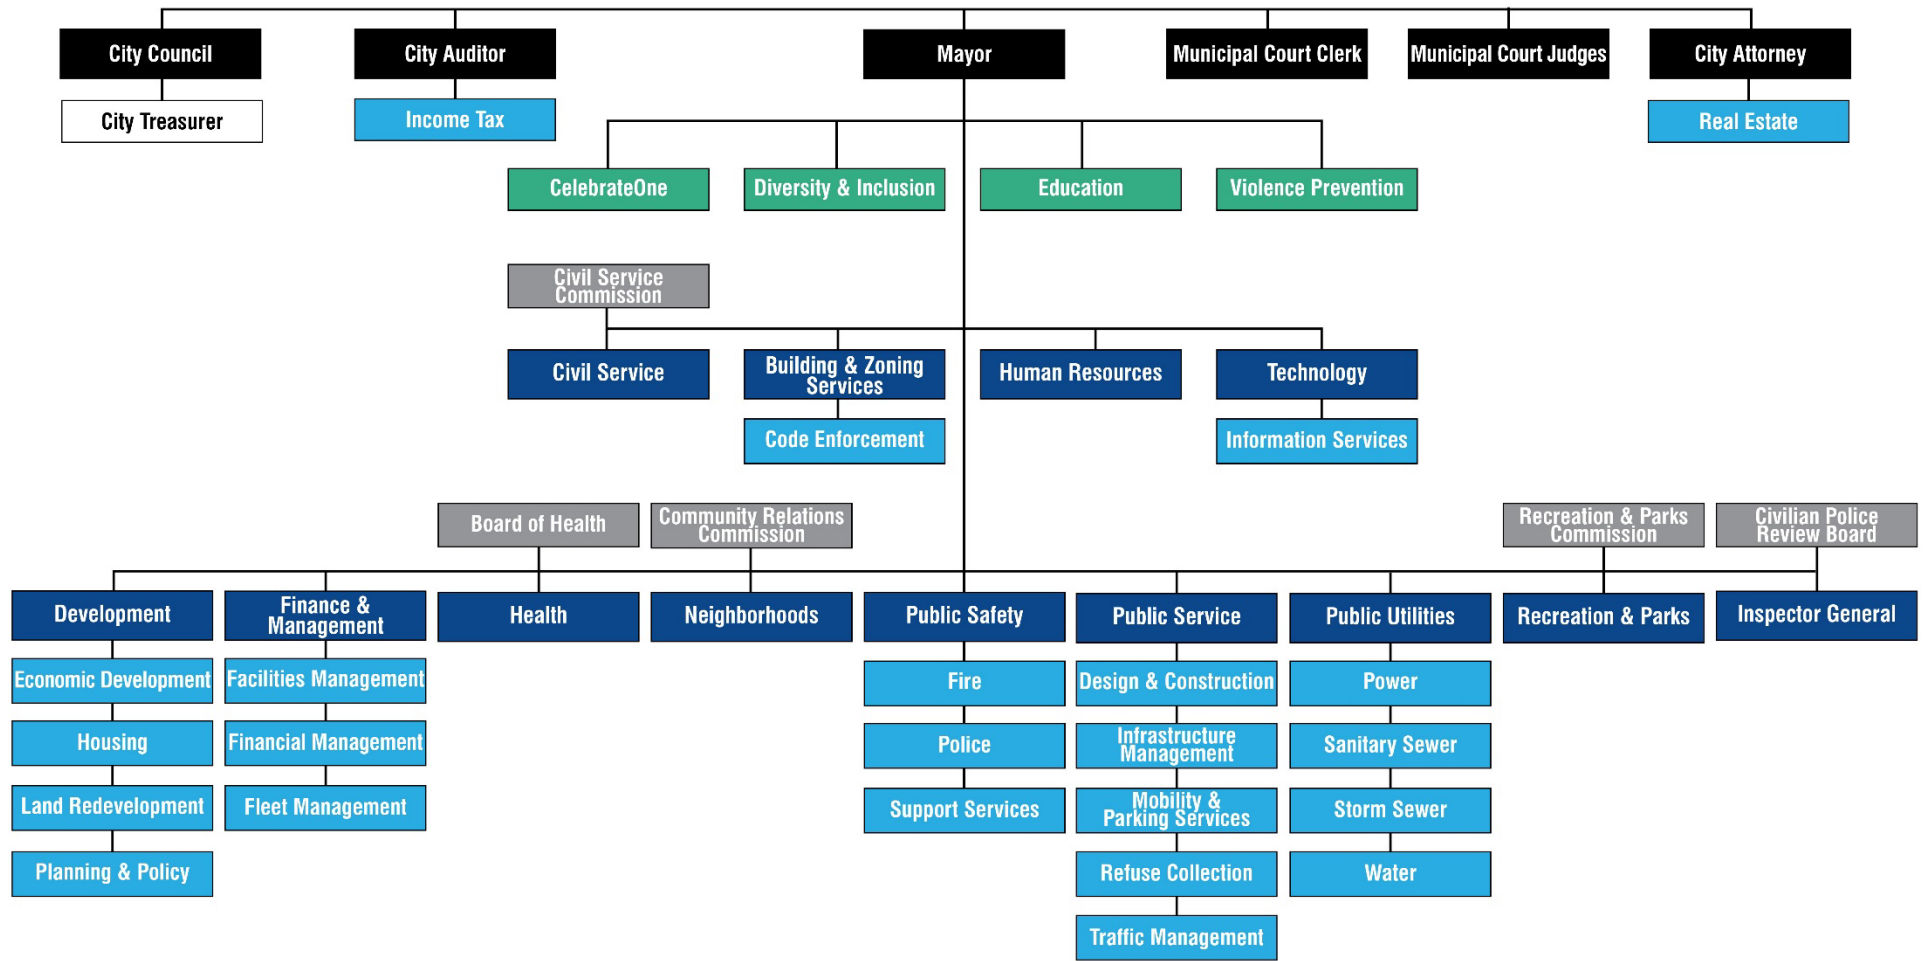 City Council
City Auditor
Mayor
Municipal Court Clerk
Municipal Court Judges
City Attorney
City Treasurer
Income Tax
Real Estate
CelebrateOne
Diversity & Inclusion
Education
Violence Prevention
Civil Service
Commission
Civil Service
Building & Zoning
Services
Human Resources
Technology
Code Enforcement
Information Services
Board of Health
Community Relations
Commission
Recreation & Parks
Commission
Civilian Police
Review Board
Development
Finance &
Management
Health
Neighborhoods
Public Safety
Public Service
Public Utilities
Recreation & Parks
Inspector General
Economic Development
Facilities Management
Fire
Design & Construction
Power
Housing
Financial Management
Police
Infrastructure
Management
Sanitary Sewer
Land Redevelopment
Fleet Management
Support Services
Mobility &
Parking Services
Storm Sewer
Planning & Policy
Refuse Collection
Water
Traffic Management